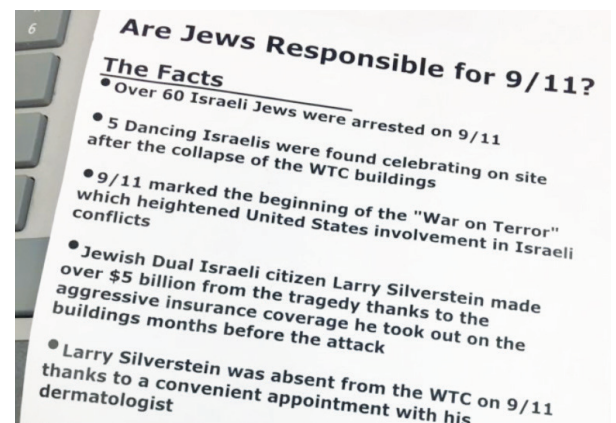 6
Are Jews Responsible for 9/11?
The Facts
•Over 60 Israeli Jews were arrested on 9/11
•5 Dancing Israelis were found celebrating on site
after the collapse of the WTC buildings
•9/11 marked the beginning of the "War on Terror"
which heightened United States involvement in Israeli
conflicts
•Jewish Dual Israeli citizen Larry Silverstein made
over $5 billion from the tragedy thanks to the
aggressive insurance coverage he took out on the
buildings months before the attack
•Larry Silverstein was absent from the WTC on 9/11
thanks to a convenient appointment with his
dermatologist